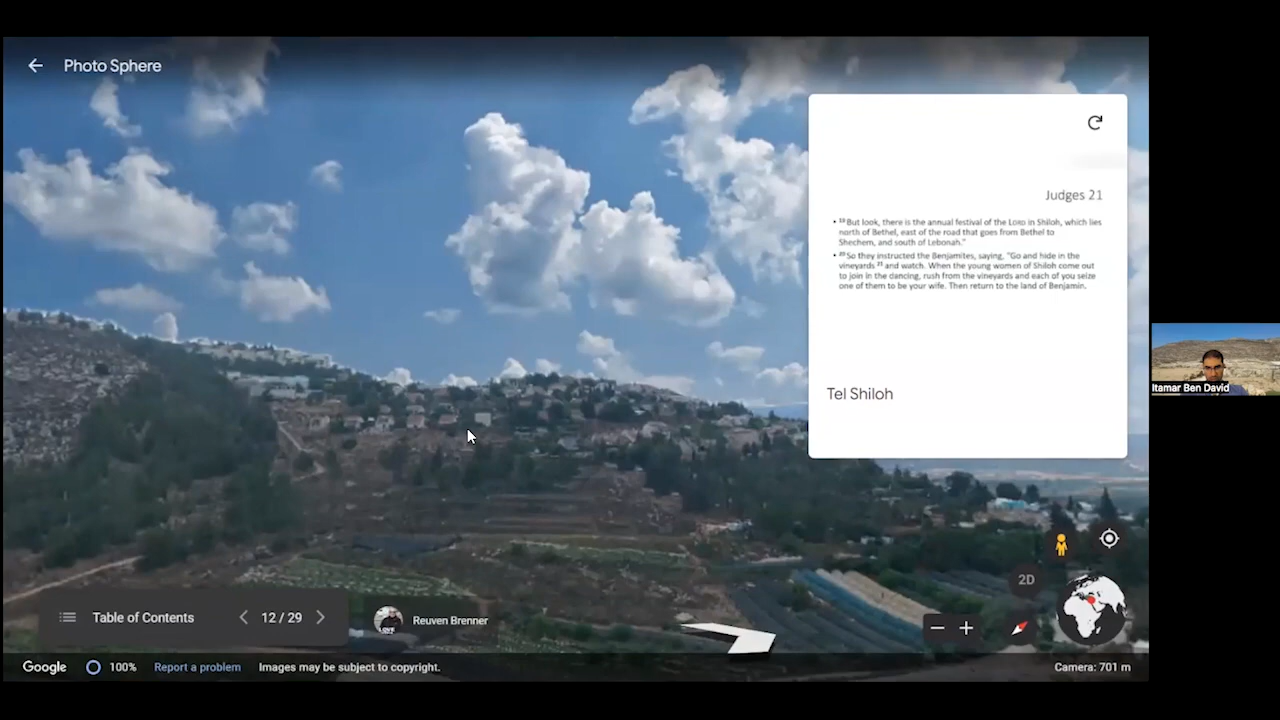 Photo Sphere
Judges 21
• 19 But look, there is the annual festival of the LORD in Shiloh, which lies
north of Bethel, east of the road that goes from Bethel to
Shechem, and south of Lebonah."
• 20 So they instructed the Benjamites, saying, "Go and hide in the
vineyards 21 and watch. When the young women of Shiloh come out
to join in the dancing, rush from the vineyards and each of you seize
one of them to be your wife. Then return to the land of Benjamin.
Tel Shiloh
Itamar Ben David
2D
Table of Contents
12 / 29
LOVE
Reuven Brenner
Google
100%
Report a problem
Images may be subject to copyright.
Camera: 701 m